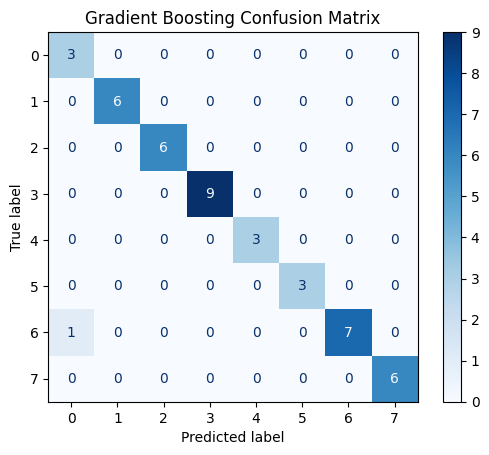 Gradient Boosting Confusion Matrix
0 3 0 0 0 0 0 0 0
1 0 6 0 0 0 0 0 0
2 0 0 6 0 0 0 0 0
3 0 0 0 9 0 0 0 0
4 0 0 0 0 3 0 0 0
5 0 0 0 0 0 3 0 0
6 1 0 0 0 0 0 7 0
7 0 0 0 0 0 0 0 6
0 1 2 3 4 5 6 7
Predicted label
True label
9
8
7
6
5
4
3
2
1
0